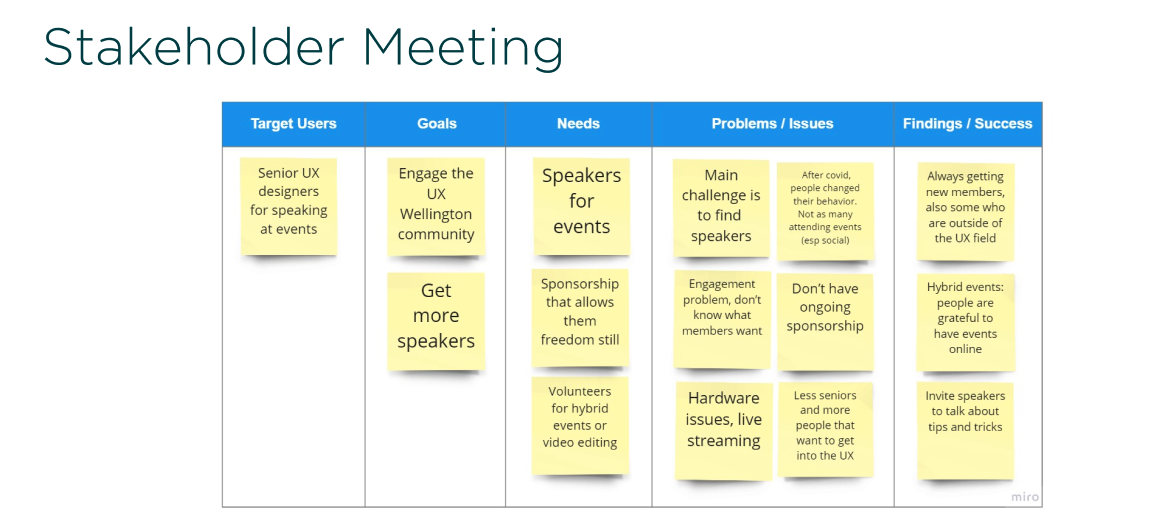 Stakeholder Meeting
Target Users
Goals
Needs
Problems / Issues
Findings / Success
Senior UX
designers
for speaking
at events
Engage the
UX
Wellington
community
Get
more
speakers
Speakers
for
events
Sponsorship
that allows
them
freedom still
Volunteers
for hybrid
events or
video editing
Main
challenge is
to find
speakers
After covid,
people changed
their behavior.
Not as many
attending events
(esp social)
Engagement
problem, don't
know what
members want
Don't have
ongoing
sponsorship
Hardware
issues, live
streaming
Less seniors
and more
people that
want to get
into the UX
Always getting
new members,
also some who
are outside of
the UX field
Hybrid events:
people are
grateful to
have events
online
Invite speakers
to talk about
tips and tricks
miro